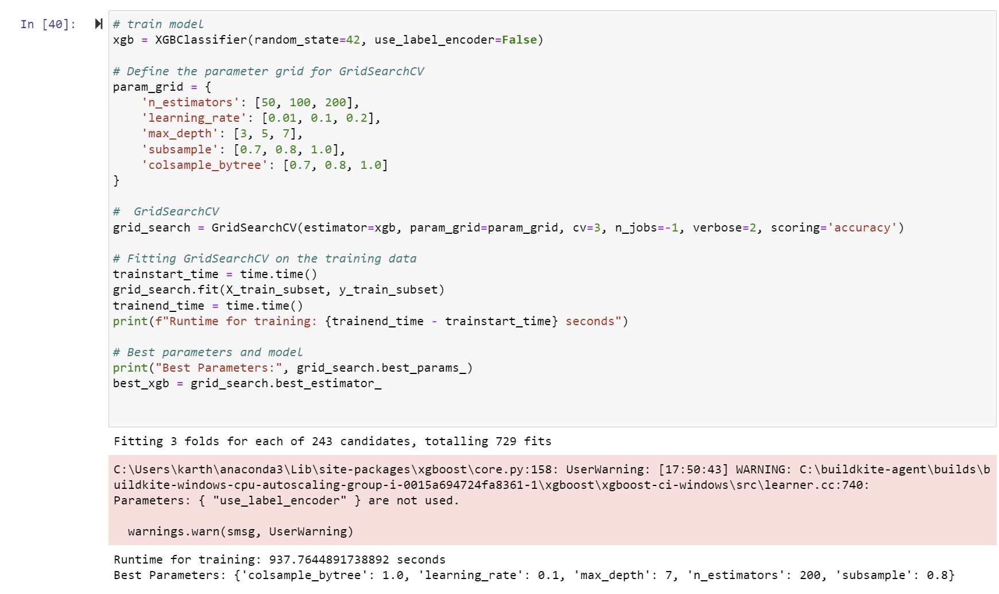 In [40]:
# train model
xgb = XGBClassifier(random_state=42, use_label_encoder=False)
# Define the parameter grid for GridSearchCV
param_grid = {
    'n_estimators': [50, 100, 200],
    'learning_rate': [0.01, 0.1, 0.2],
    'max_depth': [3, 5, 7],
    'subsample': [0.7, 0.8, 1.0],
    'colsample_bytree': [0.7, 0.8, 1.0]
}
#  GridSearchCV
grid_search = GridSearchCV(estimator=xgb, param_grid=param_grid, cv=3, n_jobs=-1, verbose=2, scoring='accuracy')
# Fitting GridSearchCV on the training data
trainstart_time = time.time()
grid_search.fit(X_train_subset, y_train_subset)
trainend_time = time.time()
print(f"Runtime for training: {trainend_time - trainstart_time} seconds")
# Best parameters and model
print("Best Parameters:", grid_search.best_params_)
best_xgb = grid_search.best_estimator_
Fitting 3 folds for each of 243 candidates, totalling 729 fits
C:\Users\karth\anaconda3\Lib\site-packages\xgboost\core.py:158: UserWarning: [17:50:43] WARNING: C:\buildkite-agent\builds\b
uildkite-windows-cpu-autoscaling-group-i-0015a694724fa8361-1\xgboost\xgboost-ci-windows\src\learner.cc:740:
Parameters: { "use_label_encoder" } are not used.
  warnings.warn(smsg, UserWarning)
Runtime for training: 937.7644891738892 seconds
Best Parameters: {'colsample_bytree': 1.0, 'learning_rate': 0.1, 'max_depth': 7, 'n_estimators': 200, 'subsample': 0.8}